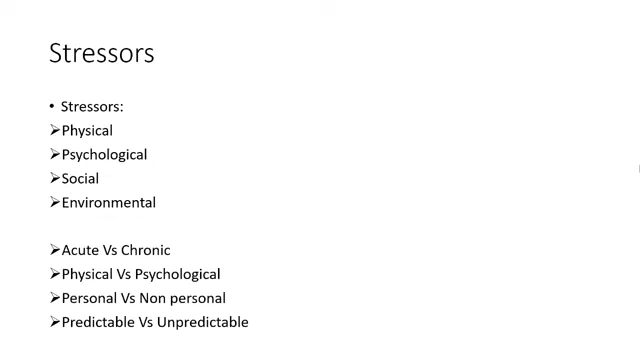 Stressors
• Stressors:
➢Physical
➢Psychological
➢Social
➢Environmental
➢Acute Vs Chronic
➢Physical Vs Psychological
➢Personal Vs Non personal
➢Predictable Vs Unpredictable